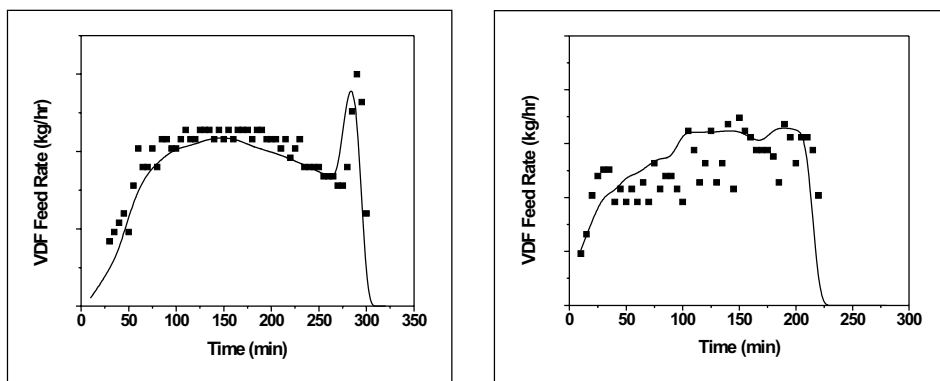 VDF Feed Rate (kg/hr)
0 50 100 150 200 250 300 350
Time (min)
VDF Feed Rate (kg/hr)
0 50 100 150 200 250 300
Time (min)